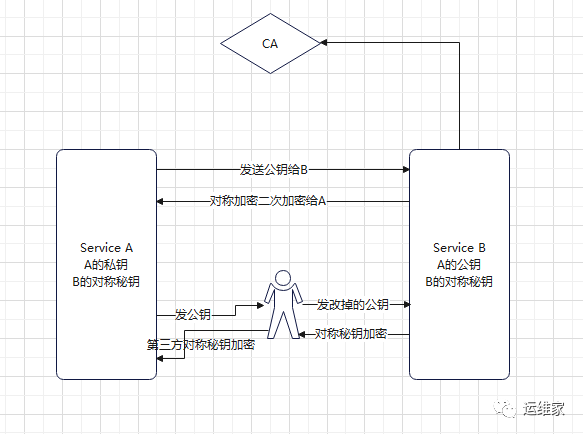 CA
发送公钥给B
对称加密二次加密给A
Service A
A的私钥
B的对称秘钥
Service B
A的公钥
B的对称秘钥
发公钥
发改掉的公钥
第三方对称秘钥加密
对称秘钥加密
运维家